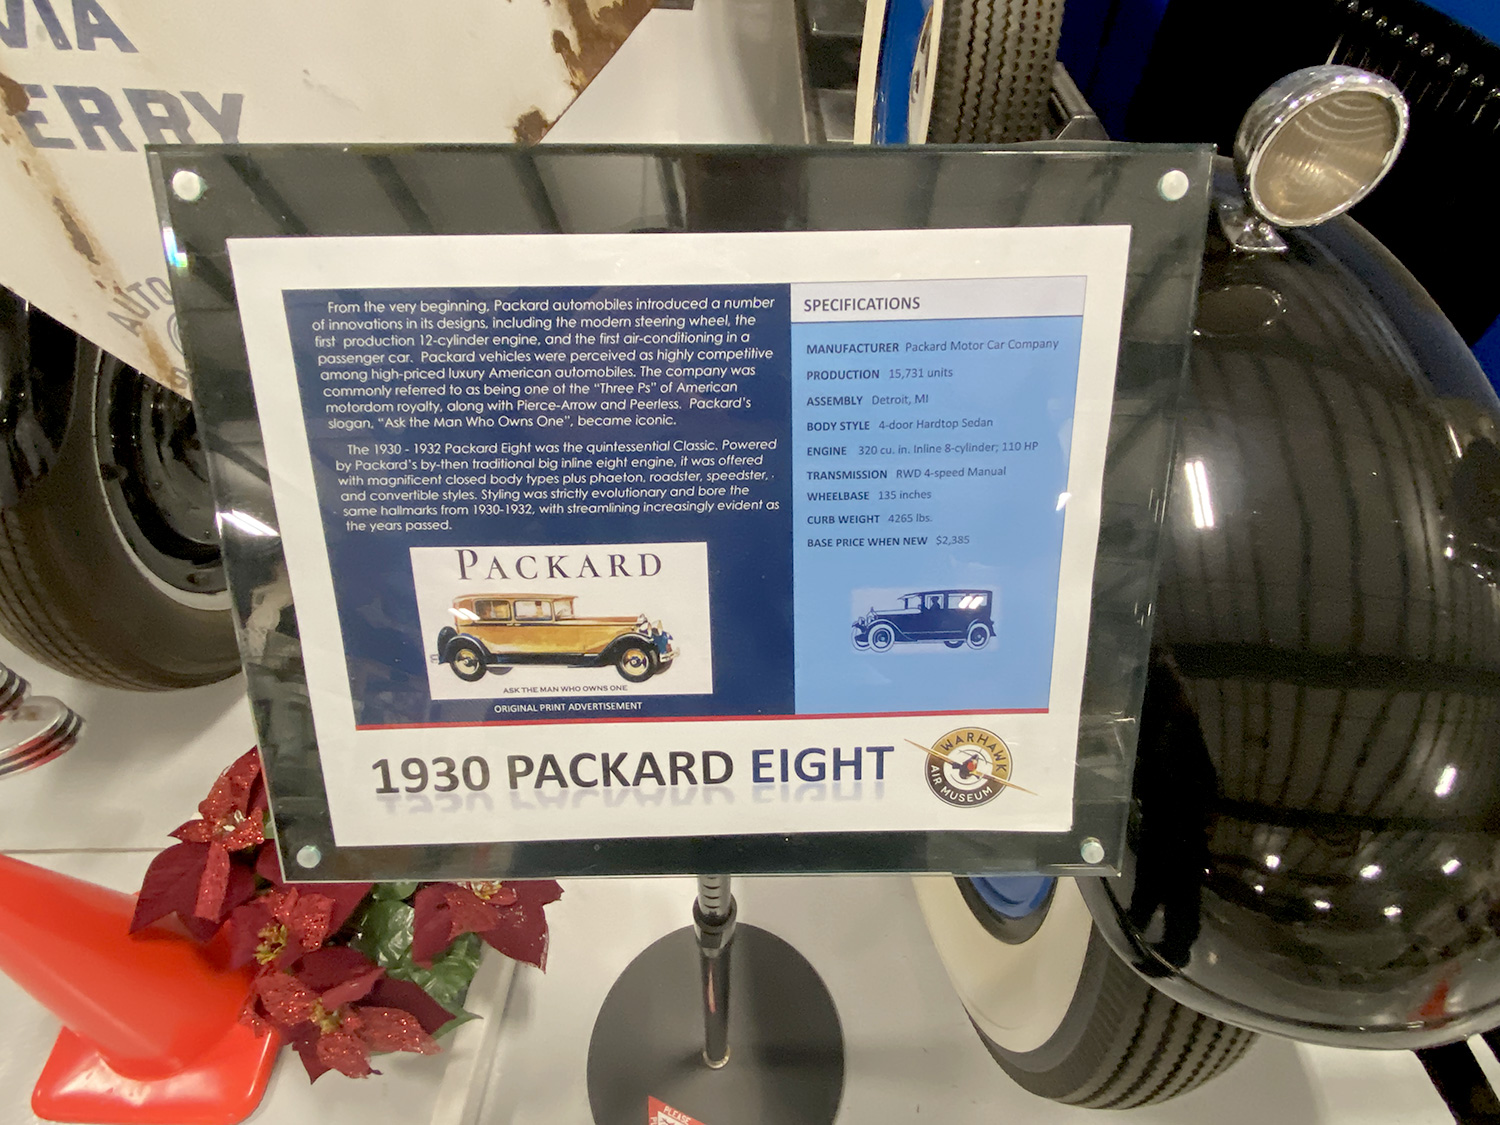 VIA
ERRY
AUTO
From the very beginning, Packard automobiles introduced a number
of innovations in its designs, including the modern steering wheel, the
first production 12-cylinder engine, and the first air-conditioning in a
passenger car. Packard vehicles were perceived as highly competitive
among high-priced luxury American automobiles. The company was
commonly referred to as being one of the "Three Ps" of American
motordom royalty, along with Pierce-Arrow and Peerless. Packard's
slogan, "Ask the Man Who Owns One", became iconic.
The 1930 - 1932 Packard Eight was the quintessential Classic. Powered
by Packard's by-then traditional big inline eight engine, it was offered
with magnificent closed body types plus phaeton, roadster, speedster,
and convertible styles. Styling was strictly evolutionary and bore the
same hallmarks from 1930-1932, with streamlining increasingly evident as
the years passed.
PACKARD
ASK THE MAN WHO OWNS ONE
ORIGINAL PRINT ADVERTISEMENT
SPECIFICATIONS
MANUFACTURER Packard Motor Car Company
PRODUCTION 15,731 units
ASSEMBLY Detroit, MI
BODY STYLE 4-door Hardtop Sedan
ENGINE 320 cu. in. Inline 8-cylinder; 110 HP
TRANSMISSION RWD 4-speed Manual
WHEELBASE 135 inches
CURB WEIGHT 4265 lbs.
BASE PRICE WHEN NEW $2,385
1930 PACKARD EIGHT
WARHAWK
AIR MUSEUM
PLEASE